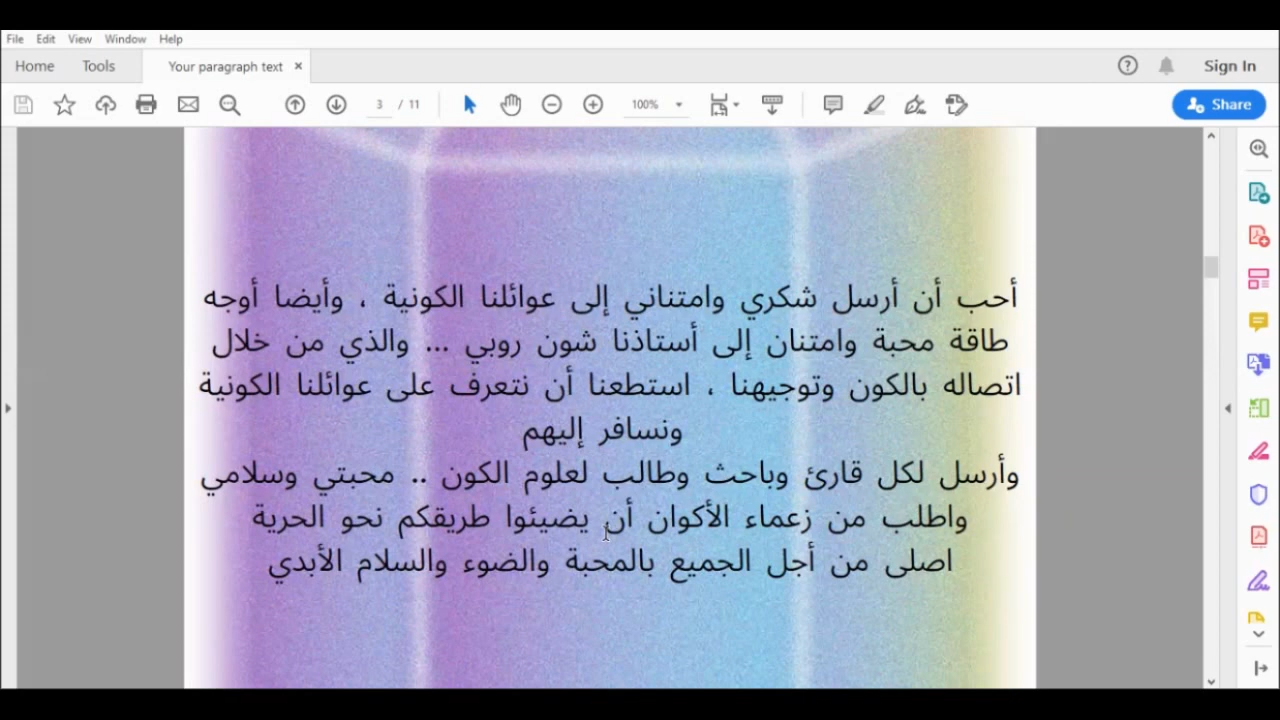 File Edit View Window Help
Home Tools Your paragraph text × Sign In
3 / 11 100% Share
أحب أن أرسل شكري وامتناني إلى عوائلنا الكونية ، وأيضا أوجه
طاقة محبة وامتنان إلى أستاذنا شون روبي ... والذي من خلال
اتصاله بالكون وتوجيهنا ، استطعنا أن نتعرف على عوائلنا الكونية
ونسافر إليهم
وأرسل لكل قارئ وباحث وطالب لعلوم الكون .. محبتي وسلامي
واطلب من زعماء الأكوان أن يضيئوا طريقكم نحو الحرية
اصلى من أجل الجميع بالمحبة والضوء والسلام الأبدي